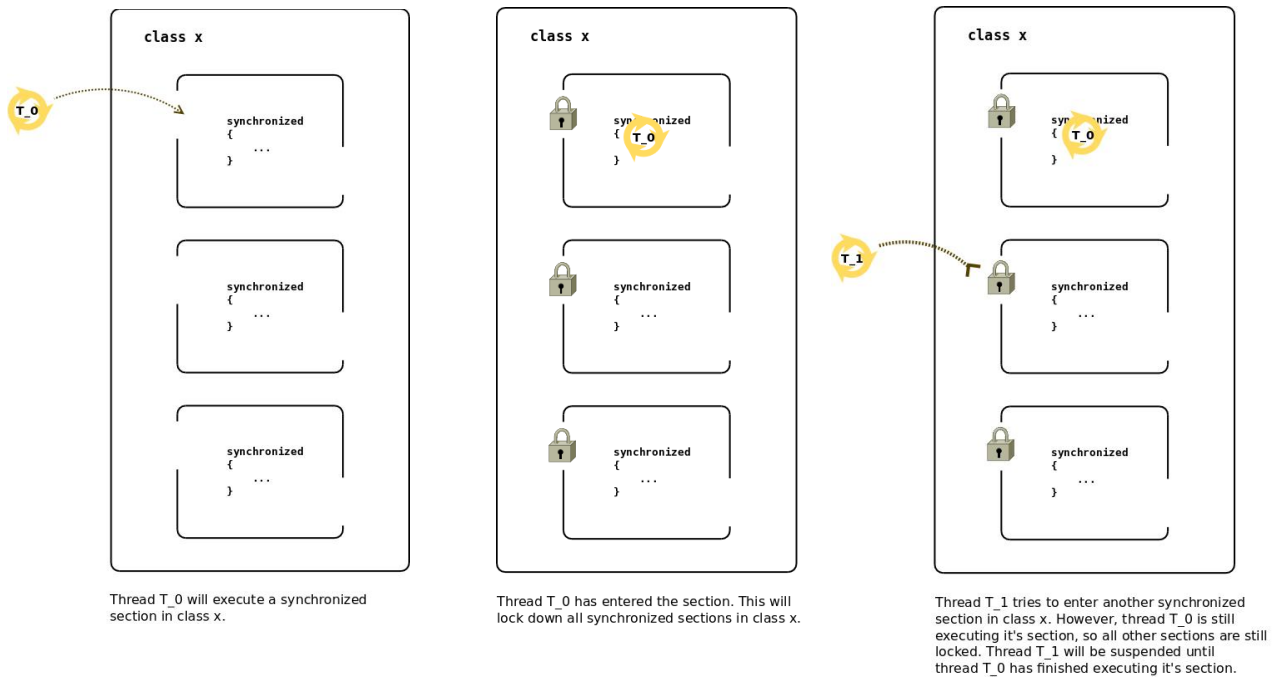 class x
T_0
synchronized
{
...
}
synchronized
{
...
}
synchronized
{
...
}
Thread T_0 will execute a synchronized
section in class x.
class x
{
T_0
}
synchronized
{
...
}
synchronized
{
...
}
Thread T_0 has entered the section. This will
lock down all synchronized sections in class x.
class x
{
T_0
}
T_1
synchronized
{
...
}
synchronized
{
...
}
Thread T_1 tries to enter another synchronized
section in class x. However, thread T_0 is still
executing it's section, so all other sections are still
locked. Thread T_1 will be suspended until
thread T_0 has finished executing it's section.